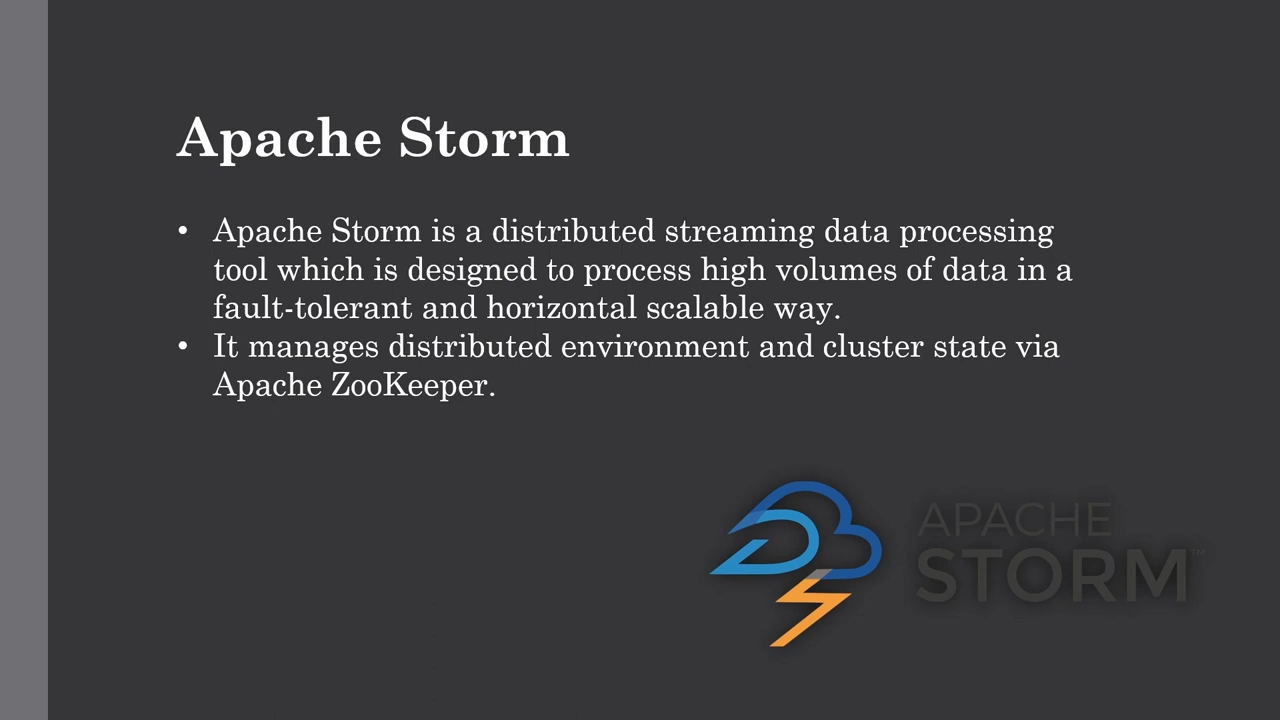 Apache Storm
• Apache Storm is a distributed streaming data processing
tool which is designed to process high volumes of data in a
fault-tolerant and horizontal scalable way.
• It manages distributed environment and cluster state via
Apache ZooKeeper.
APACHE
STORM™